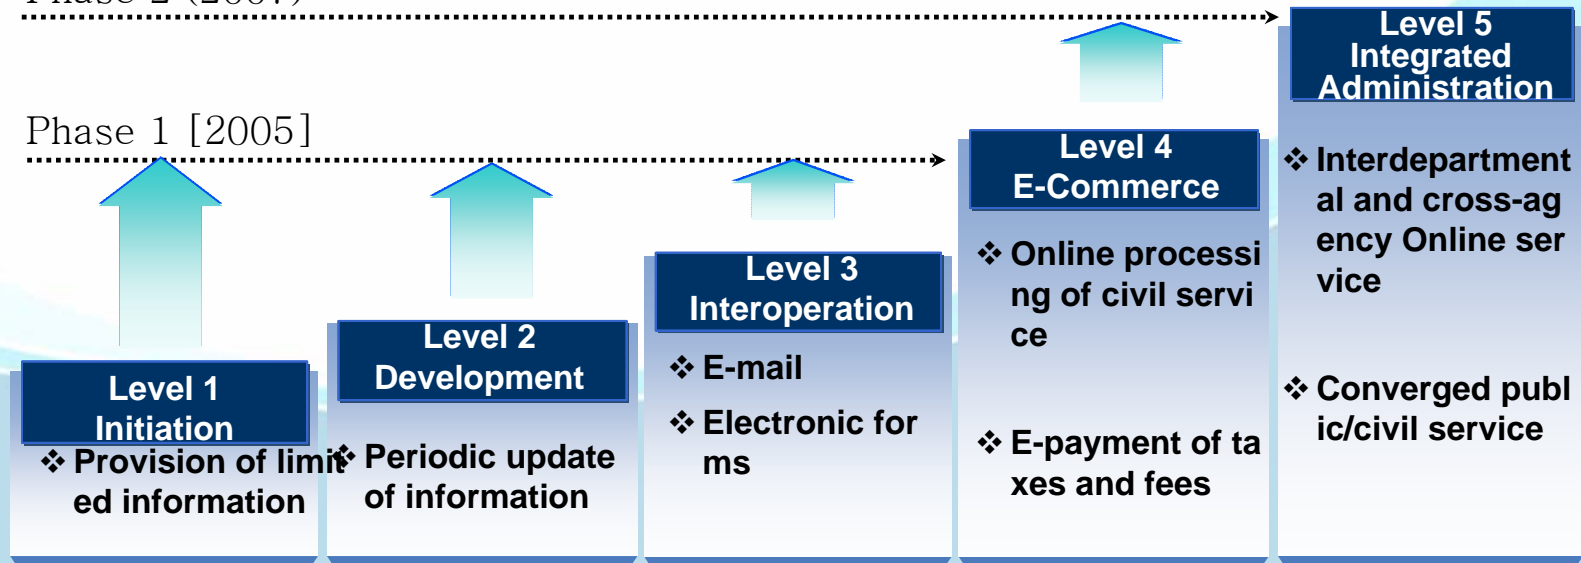 Phase 2 (2007)
Phase 1 [2005]
Level 1
Initiation
❖ Provision of limit
ed information
Level 2
Development
❖ Periodic update
of information
Level 3
Interoperation
❖ E-mail
❖ Electronic for
ms
Level 4
E-Commerce
❖ Online processi
ng of civil servi
ce
❖ E-payment of ta
xes and fees
Level 5
Integrated
Administration
❖ Interdepartment
al and cross-ag
ency Online ser
vice
❖ Converged publ
ic/civil service